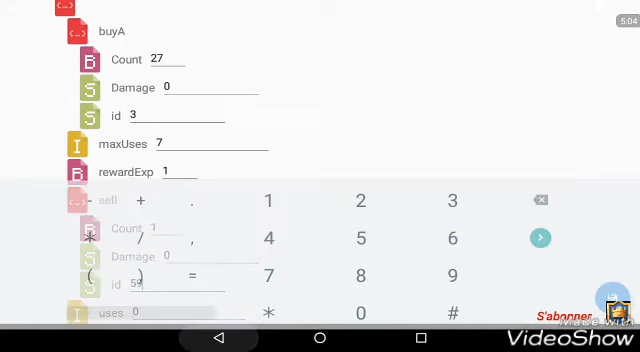 buyA
5:04
B Count 27
S Damage 0
S id 3
I maxUses 7
B rewardExp 1
sell
- + . 1 2 3
B Count 1
* / , 4 5 6
S Damage 0
( ) = 7 8 9
S id 59
I uses 0
* 0 #
S'abonner
Made with
VideoShow